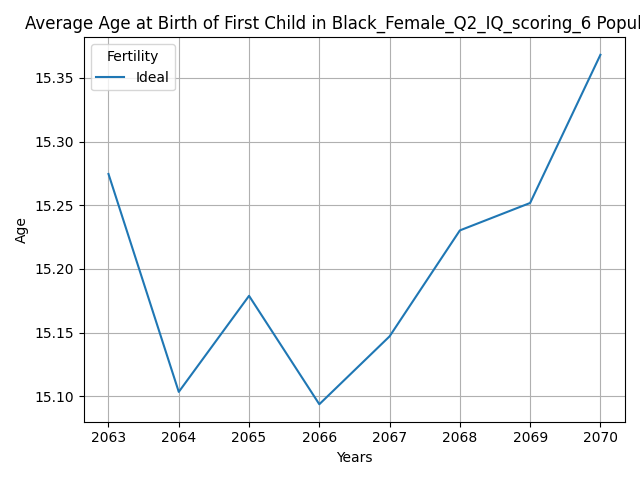 Average Age at Birth of First Child in Black_Female_Q2_IQ_scoring_6 Popul
Fertility
Ideal
15.35
15.30
15.25
15.20
15.15
15.10
Age
2063 2064 2065 2066 2067 2068 2069 2070
Years